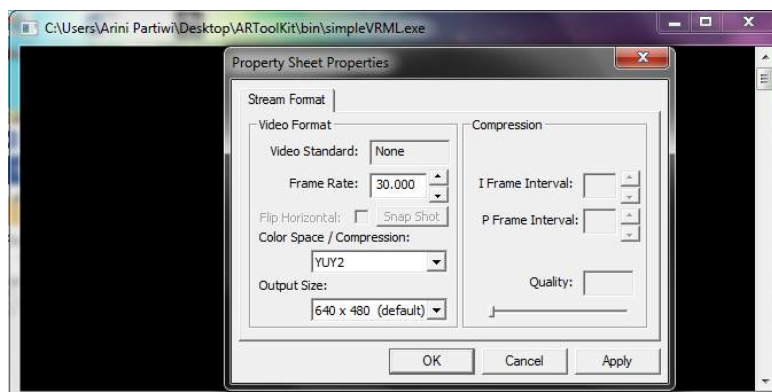 C:\Users\Arini Partiwi\Desktop\ARToolKit\bin\simpleVRML.exe
Property Sheet Properties
Stream Format
Video Format
Video Standard: None
Frame Rate: 30.000
Flip Horizontal: Snap Shot
Color Space / Compression:
YUY2
Output Size:
640 x 480 (default)
Compression
I Frame Interval:
P Frame Interval:
Quality:
OK Cancel Apply